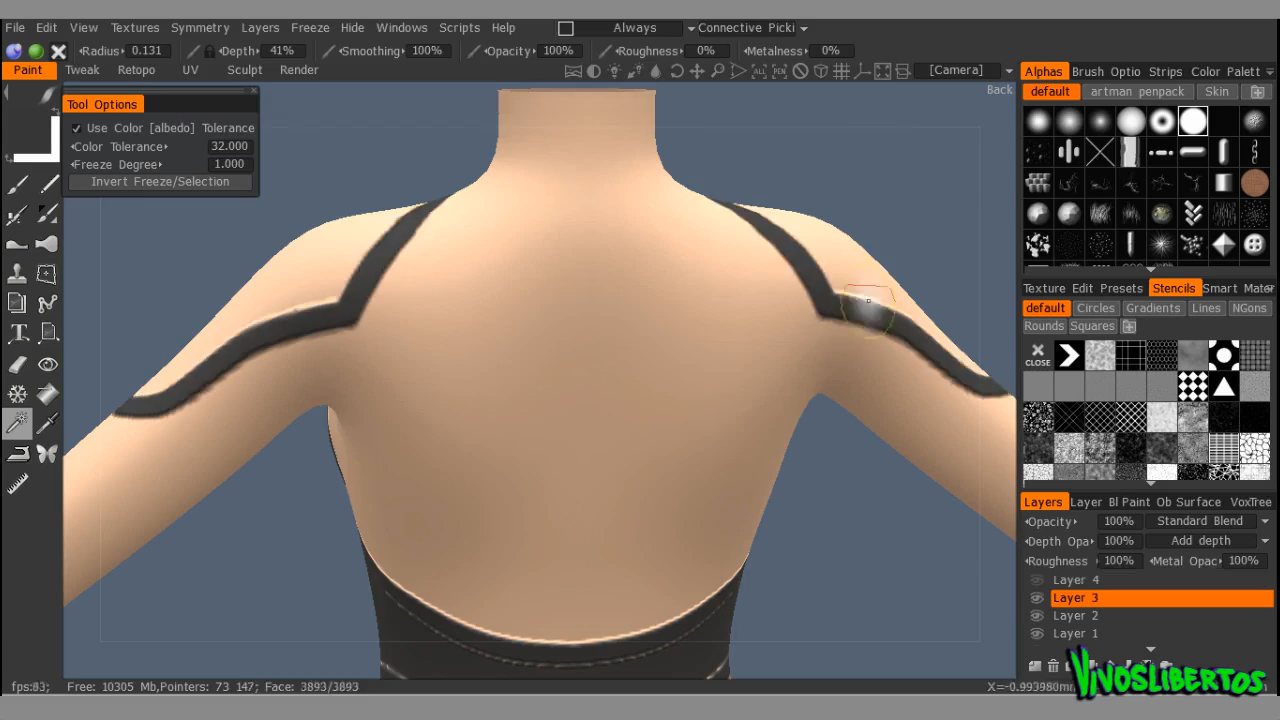 File Edit View Textures Symmetry Layers Freeze Hide Windows Scripts Help Always Connective Picki
Radius 0.131 Depth 41% Smoothing 100% Opacity 100% Roughness 0% Metalness 0%
Paint Tweak Retopo UV Sculpt Render [Camera]
Alphas Brush Optio Strips Color Palett
default artman penpack Skin
Back
Tool Options
Use Color [albedo] Tolerance
Color Tolerance 32.000
Freeze Degree 1.000
Invert Freeze/Selection
Texture Edit Presets Stencils Smart Mate
default Circles Gradients Lines NGons
Rounds Squares
CLOSE
Layers Layer Bl Paint Ob Surface VoxTree
Opacity 100% Standard Blend
Depth Opa 100% Add depth
Roughness 100% Metal Opac 100%
Layer 4
Layer 3
Layer 2
Layer 1
fps:83; Free: 10305 Mb,Pointers: 73 147; Face: 3893/3893
VIVOSLIBERTOS